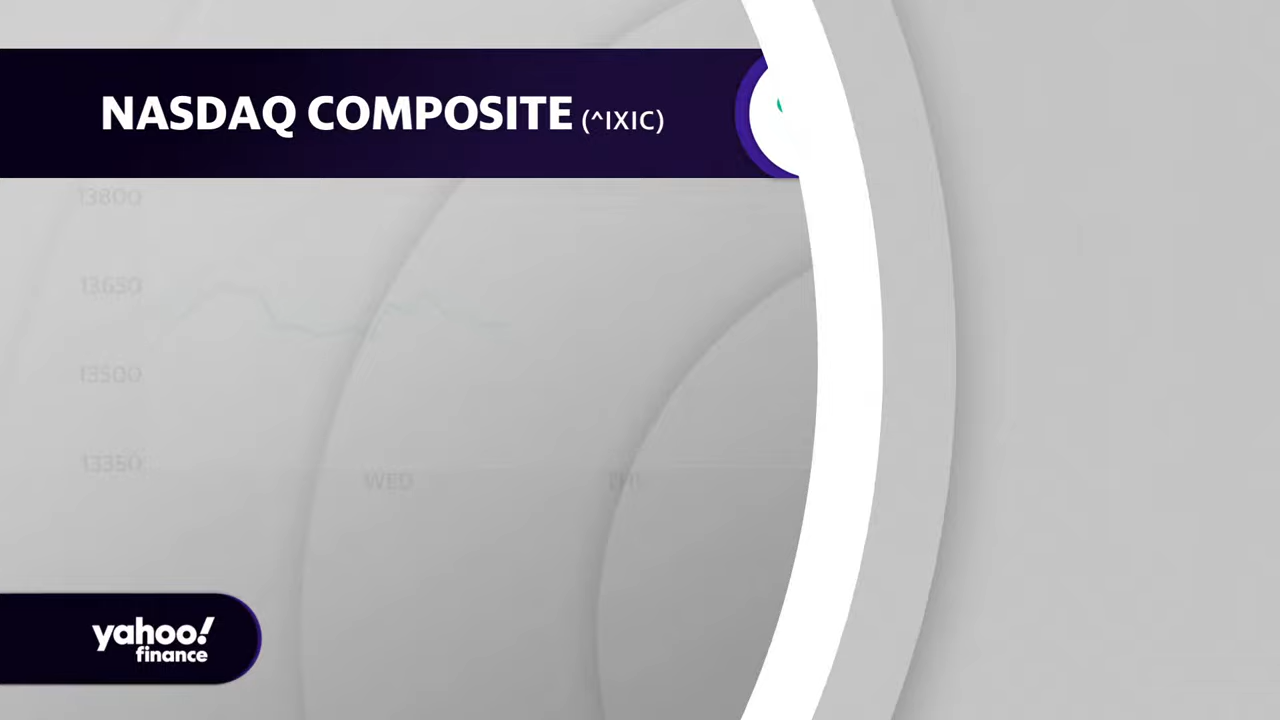 NASDAQ COMPOSITE (^IXIC)
13800
13650
13500
13350
WED
yahoo!
finance